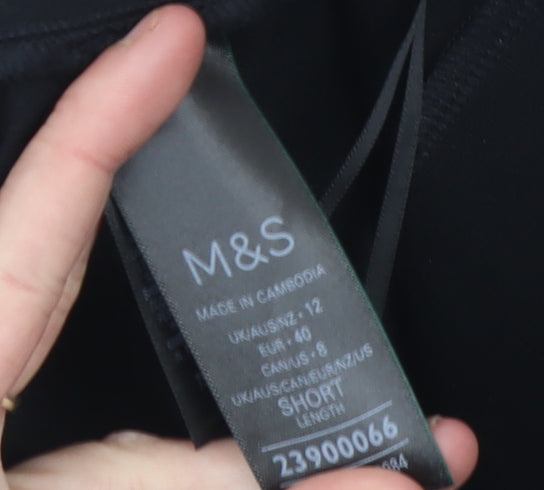 M&S
MADE IN CAMBODIA
UK/AUS/NZ • 12
EUR • 40
CAN/US • 8
UK/AUS/CAN/EUR/NZ/US
SHORT
LENGTH
23900066